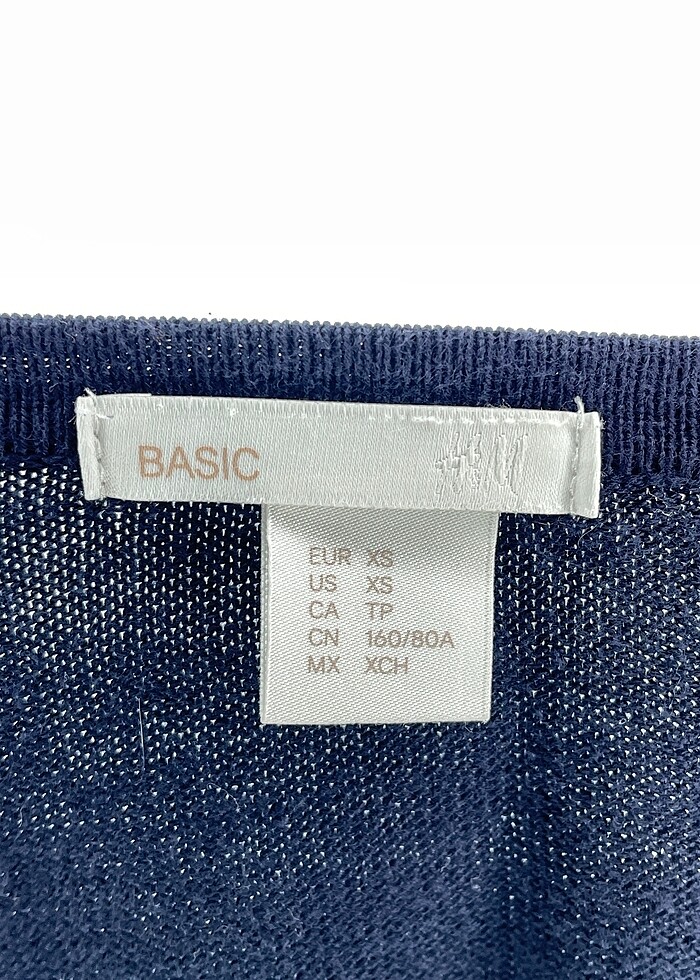 BASIC H&M
EUR XS
US XS
CA TP
CN 160/80A
MX XCH